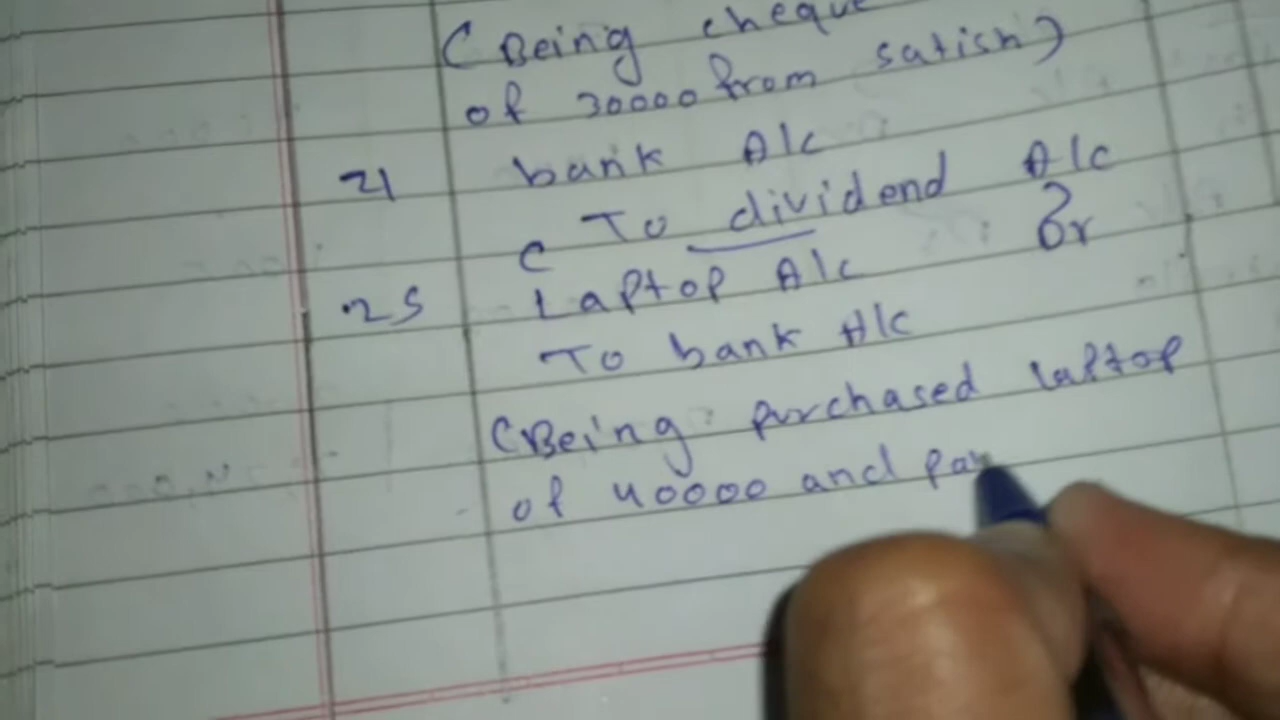 (Being cheque
of 30000 from satish)
21 bank A/c
To dividend A/c
( Dr
25 Laptop A/c
To bank A/c
(Being purchased laptop
of 40000 and